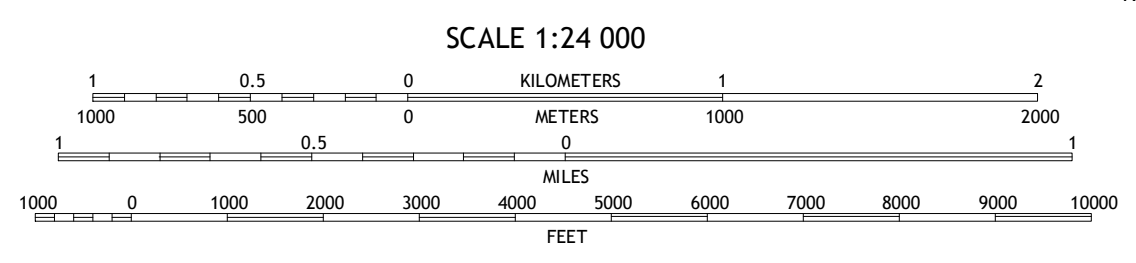 SCALE 1:24 000
1 0.5 0 KILOMETERS 1 2
1000 500 0 METERS 1000 2000
1 0.5 0 1
MILES
1000 0 1000 2000 3000 4000 5000 6000 7000 8000 9000 10000
FEET